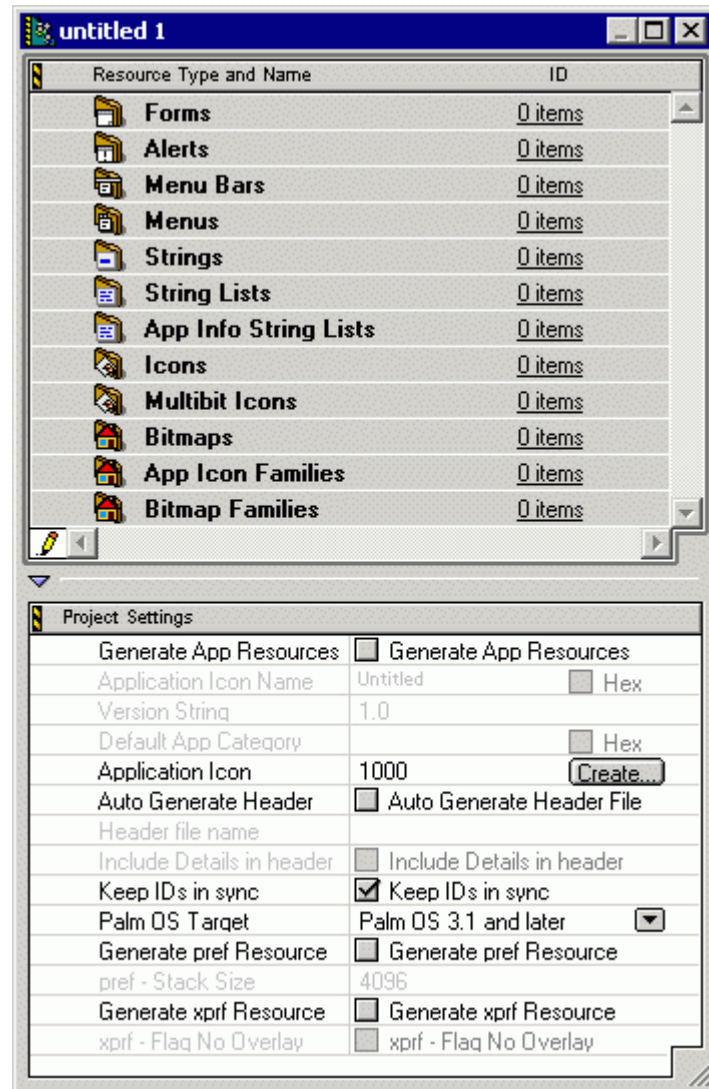 untitled 1
Resource Type and Name ID
Forms 0 items
Alerts 0 items
Menu Bars 0 items
Menus 0 items
Strings 0 items
String Lists 0 items
App Info String Lists 0 items
Icons 0 items
Multibit Icons 0 items
Bitmaps 0 items
App Icon Families 0 items
Bitmap Families 0 items
Project Settings
Generate App Resources Generate App Resources
Application Icon Name Untitled Hex
Version String 1.0
Default App Category Hex
Application Icon 1000 Create...
Auto Generate Header Auto Generate Header File
Header file name
Include Details in header Include Details in header
Keep IDs in sync Keep IDs in sync
Palm OS Target Palm OS 3.1 and later
Generate pref Resource Generate pref Resource
pref - Stack Size 4096
Generate xprf Resource Generate xprf Resource
xprf - Flag No Overlay xprf - Flag No Overlay